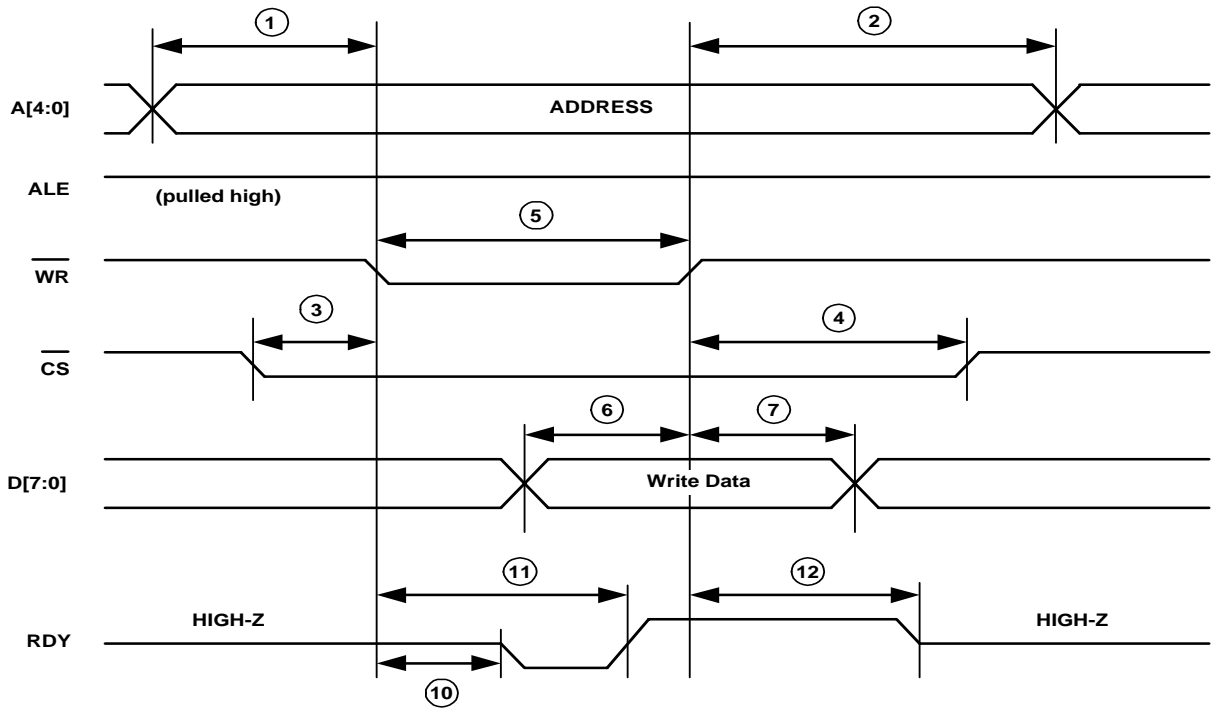 1
2
A[4:0]
ADDRESS
ALE
(pulled high)
5
WR
3
4
CS
6
7
D[7:0]
Write Data
11
12
HIGH-Z
HIGH-Z
RDY
10